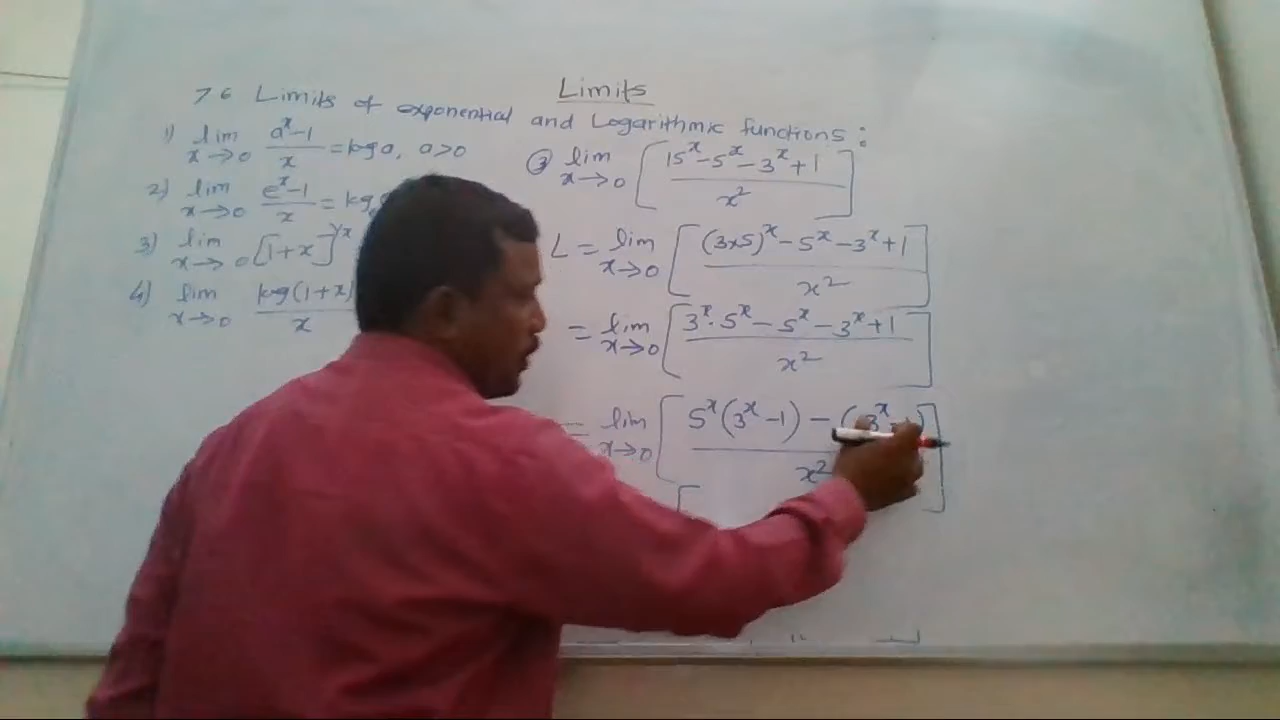 Limits
7.6 Limits of exponential and Logarithmic functions :
1) lim x→0 (a^x-1)/x = log a, a>0
2) lim x→0 (e^x-1)/x = log
3) lim x→0 [1+x]^1/x
4) lim x→0 log(1+x)/x
③ lim x→0 [(15^x-5^x-3^x+1)/x^2]
L = lim x→0 [((3×5)^x-5^x-3^x+1)/x^2]
= lim x→0 [(3^x·5^x-5^x-3^x+1)/x^2]
= lim x→0 [(5^x(3^x-1)-(3^x-1))/x^2]